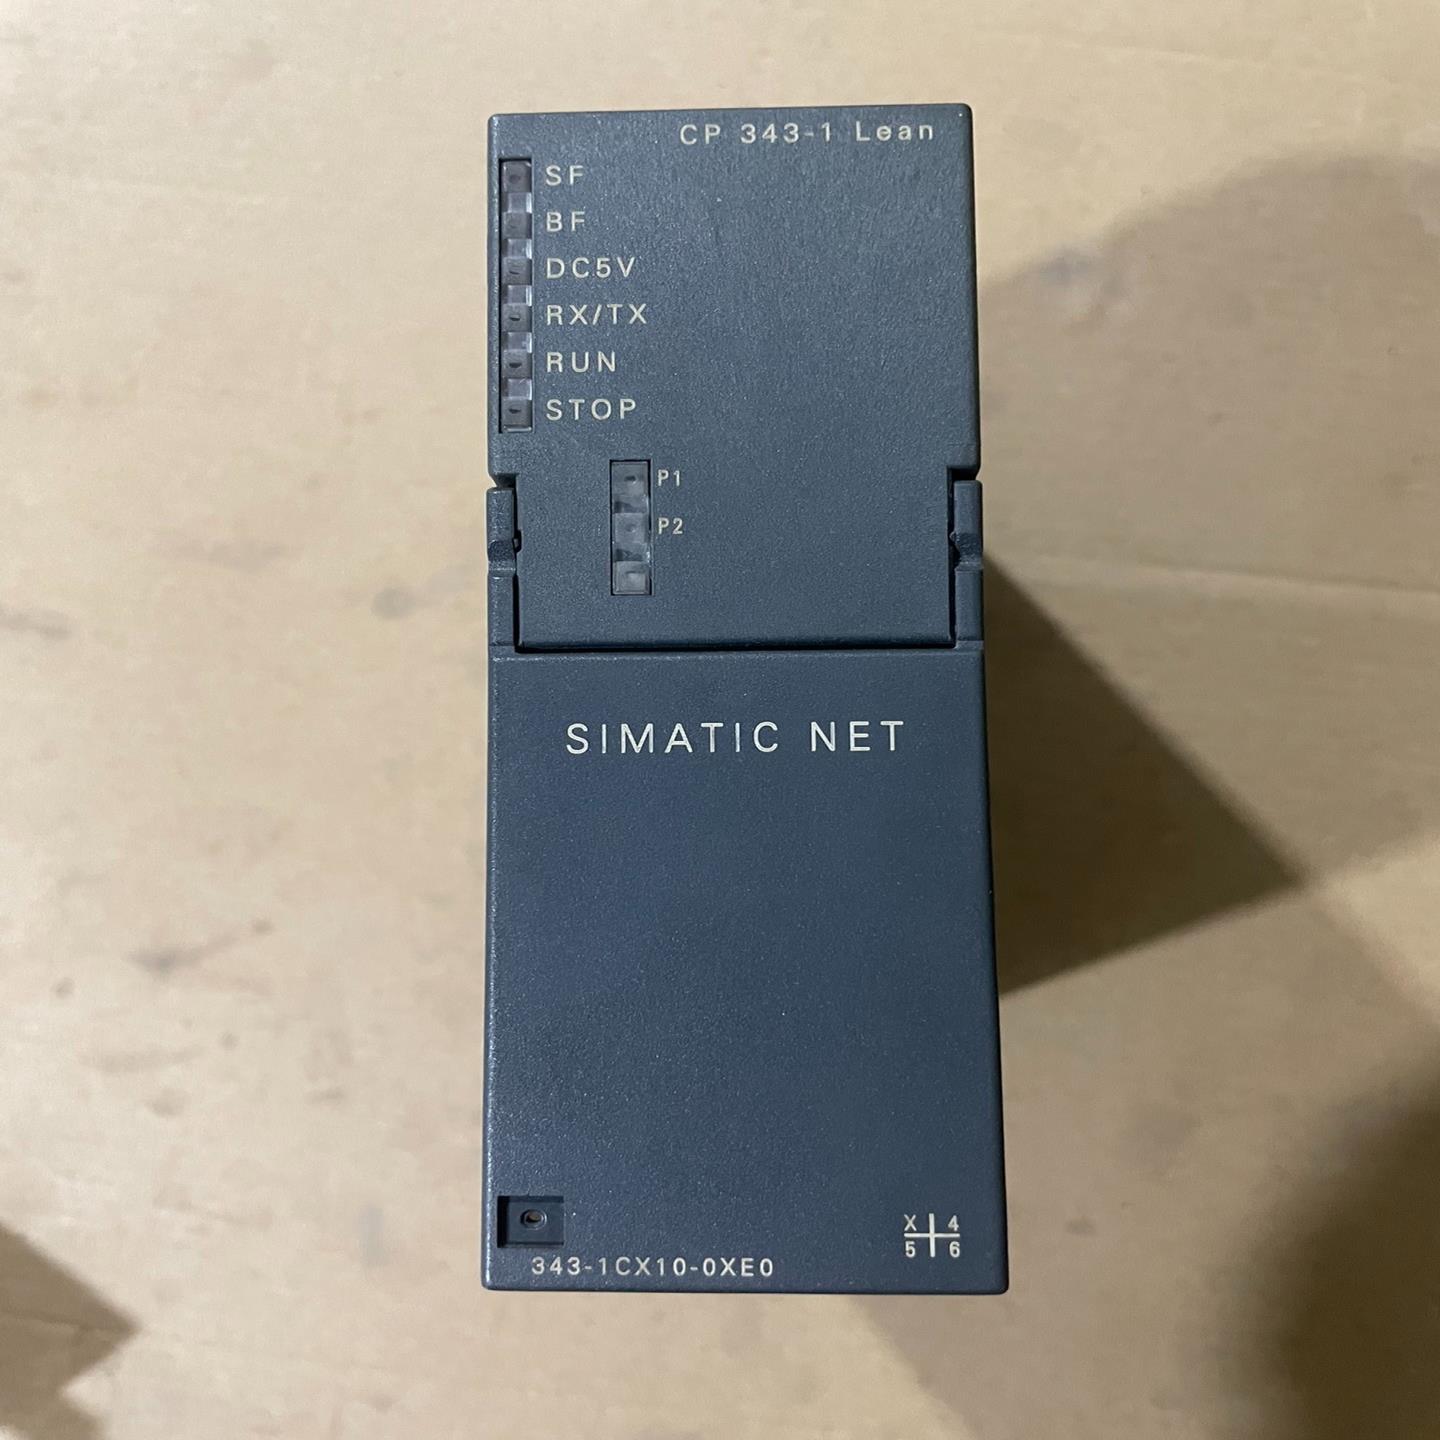 CP 343-1 Lean
SF
BF
DC5V
RX/TX
RUN
STOP
P1
P2
SIMATIC NET
X 4
5 6
343-1CX10-0XE0